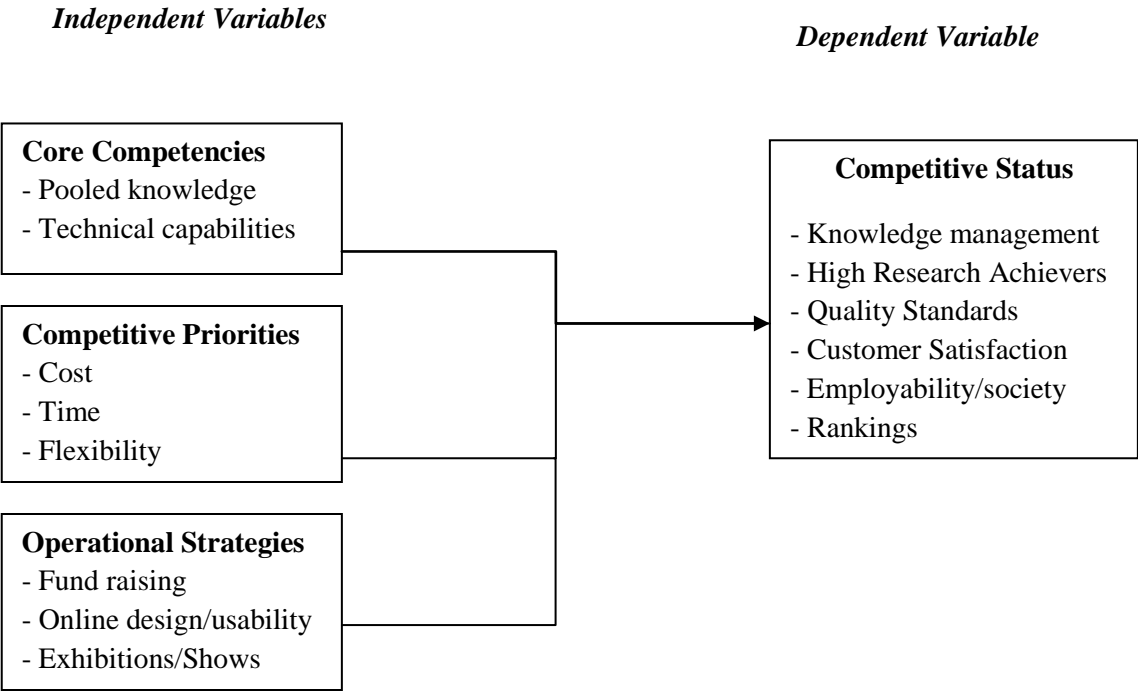 Independent Variables
Dependent Variable
Core Competencies
- Pooled knowledge
- Technical capabilities
Competitive Priorities
- Cost
- Time
- Flexibility
Operational Strategies
- Fund raising
- Online design/usability
- Exhibitions/Shows
Competitive Status
- Knowledge management
- High Research Achievers
- Quality Standards
- Customer Satisfaction
- Employability/society
- Rankings